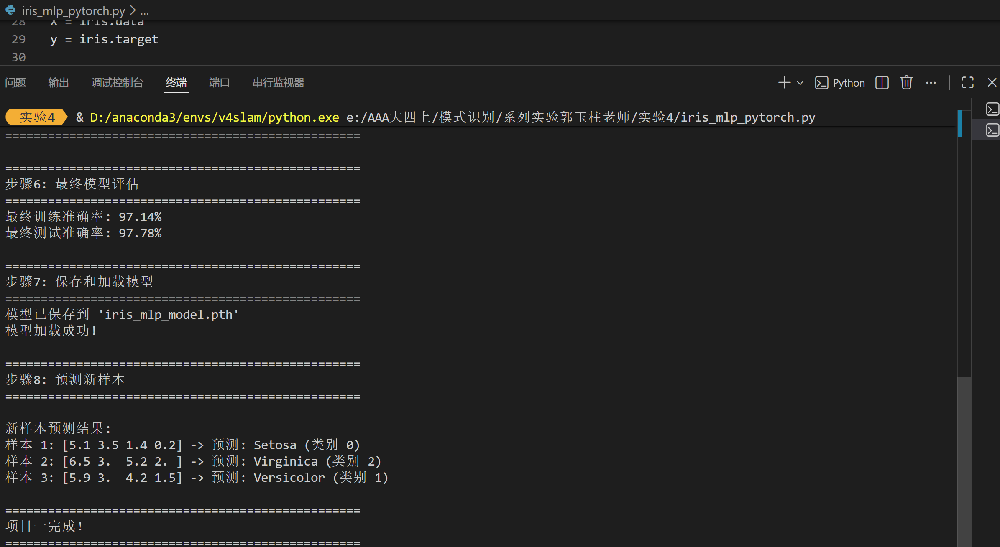 iris_mlp_pytorch.py > ...
28 X = iris.data
29 y = iris.target
30
问题 输出 调试控制台 终端 端口 串行监视器 Python
实验4 & D:/anaconda3/envs/v4slam/python.exe e:/AAA大四上/模式识别/系列实验郭玉柱老师/实验4/iris_mlp_pytorch.py
==================================================
==================================================
步骤6: 最终模型评估
==================================================
最终训练准确率: 97.14%
最终测试准确率: 97.78%
==================================================
步骤7: 保存和加载模型
==================================================
模型已保存到 'iris_mlp_model.pth'
模型加载成功!
==================================================
步骤8: 预测新样本
==================================================
新样本预测结果:
样本 1: [5.1 3.5 1.4 0.2] -> 预测: Setosa (类别 0)
样本 2: [6.5 3.  5.2 2. ] -> 预测: Virginica (类别 2)
样本 3: [5.9 3.  4.2 1.5] -> 预测: Versicolor (类别 1)
==================================================
项目一完成!
==================================================